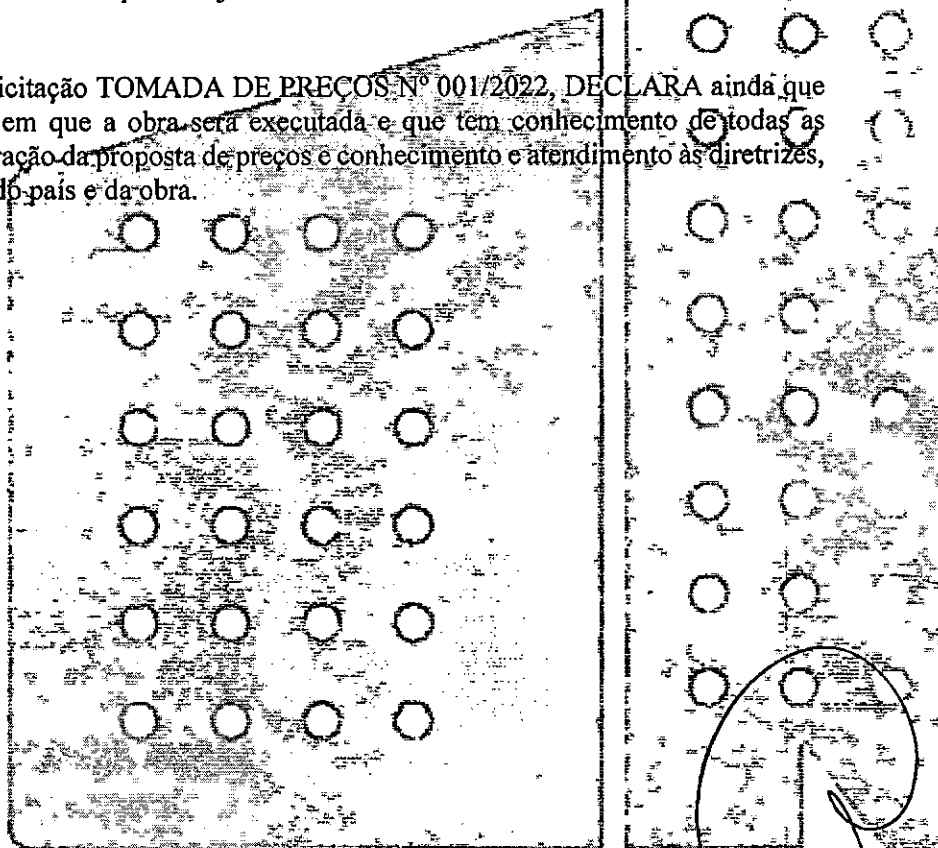 icitação TOMADA DE PREÇOS Nº 001/2022, DECLARA ainda que
em que a obra será executada e que tem conhecimento de todas as
ração da proposta de preços e conhecimento e atendimento às diretrizes,
do país e da obra.